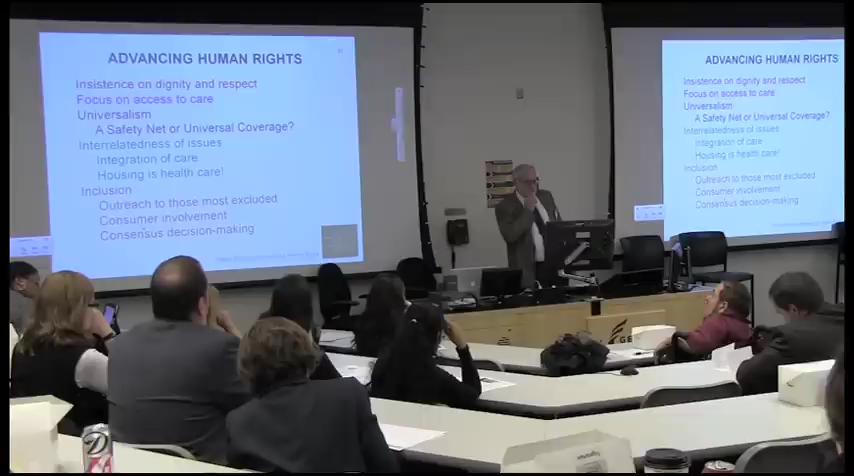 ADVANCING HUMAN RIGHTS
Insistence on dignity and respect
Focus on access to care
Universalism
A Safety Net or Universal Coverage?
Interrelatedness of issues
Integration of care
Housing is health care!
Inclusion
Outreach to those most excluded
Consumer involvement
Consensus decision-making
ADVANCING HUMAN RIGHTS
Insistence on dignity and respect
Focus on access to care
Universalism
A Safety Net or Universal Coverage?
Interrelatedness of issues
Integration of care
Housing is health care!
Inclusion
Outreach to those most excluded
Consumer involvement
Consensus decision-making